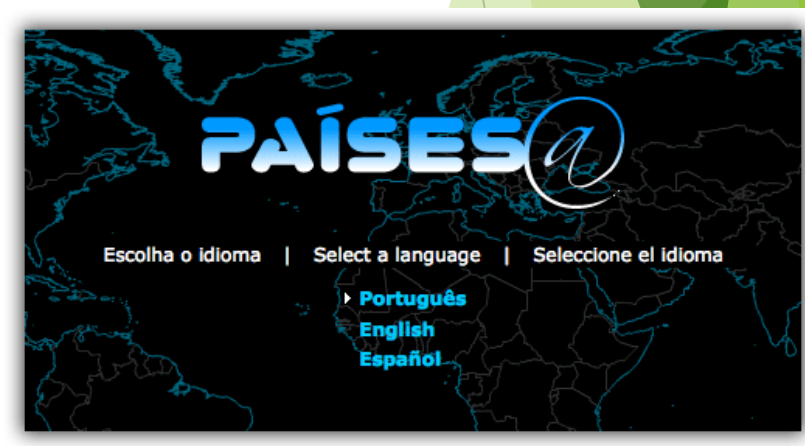 PAÍSES@
Escolha o idioma | Select a language | Seleccione el idioma
Português
English
Español